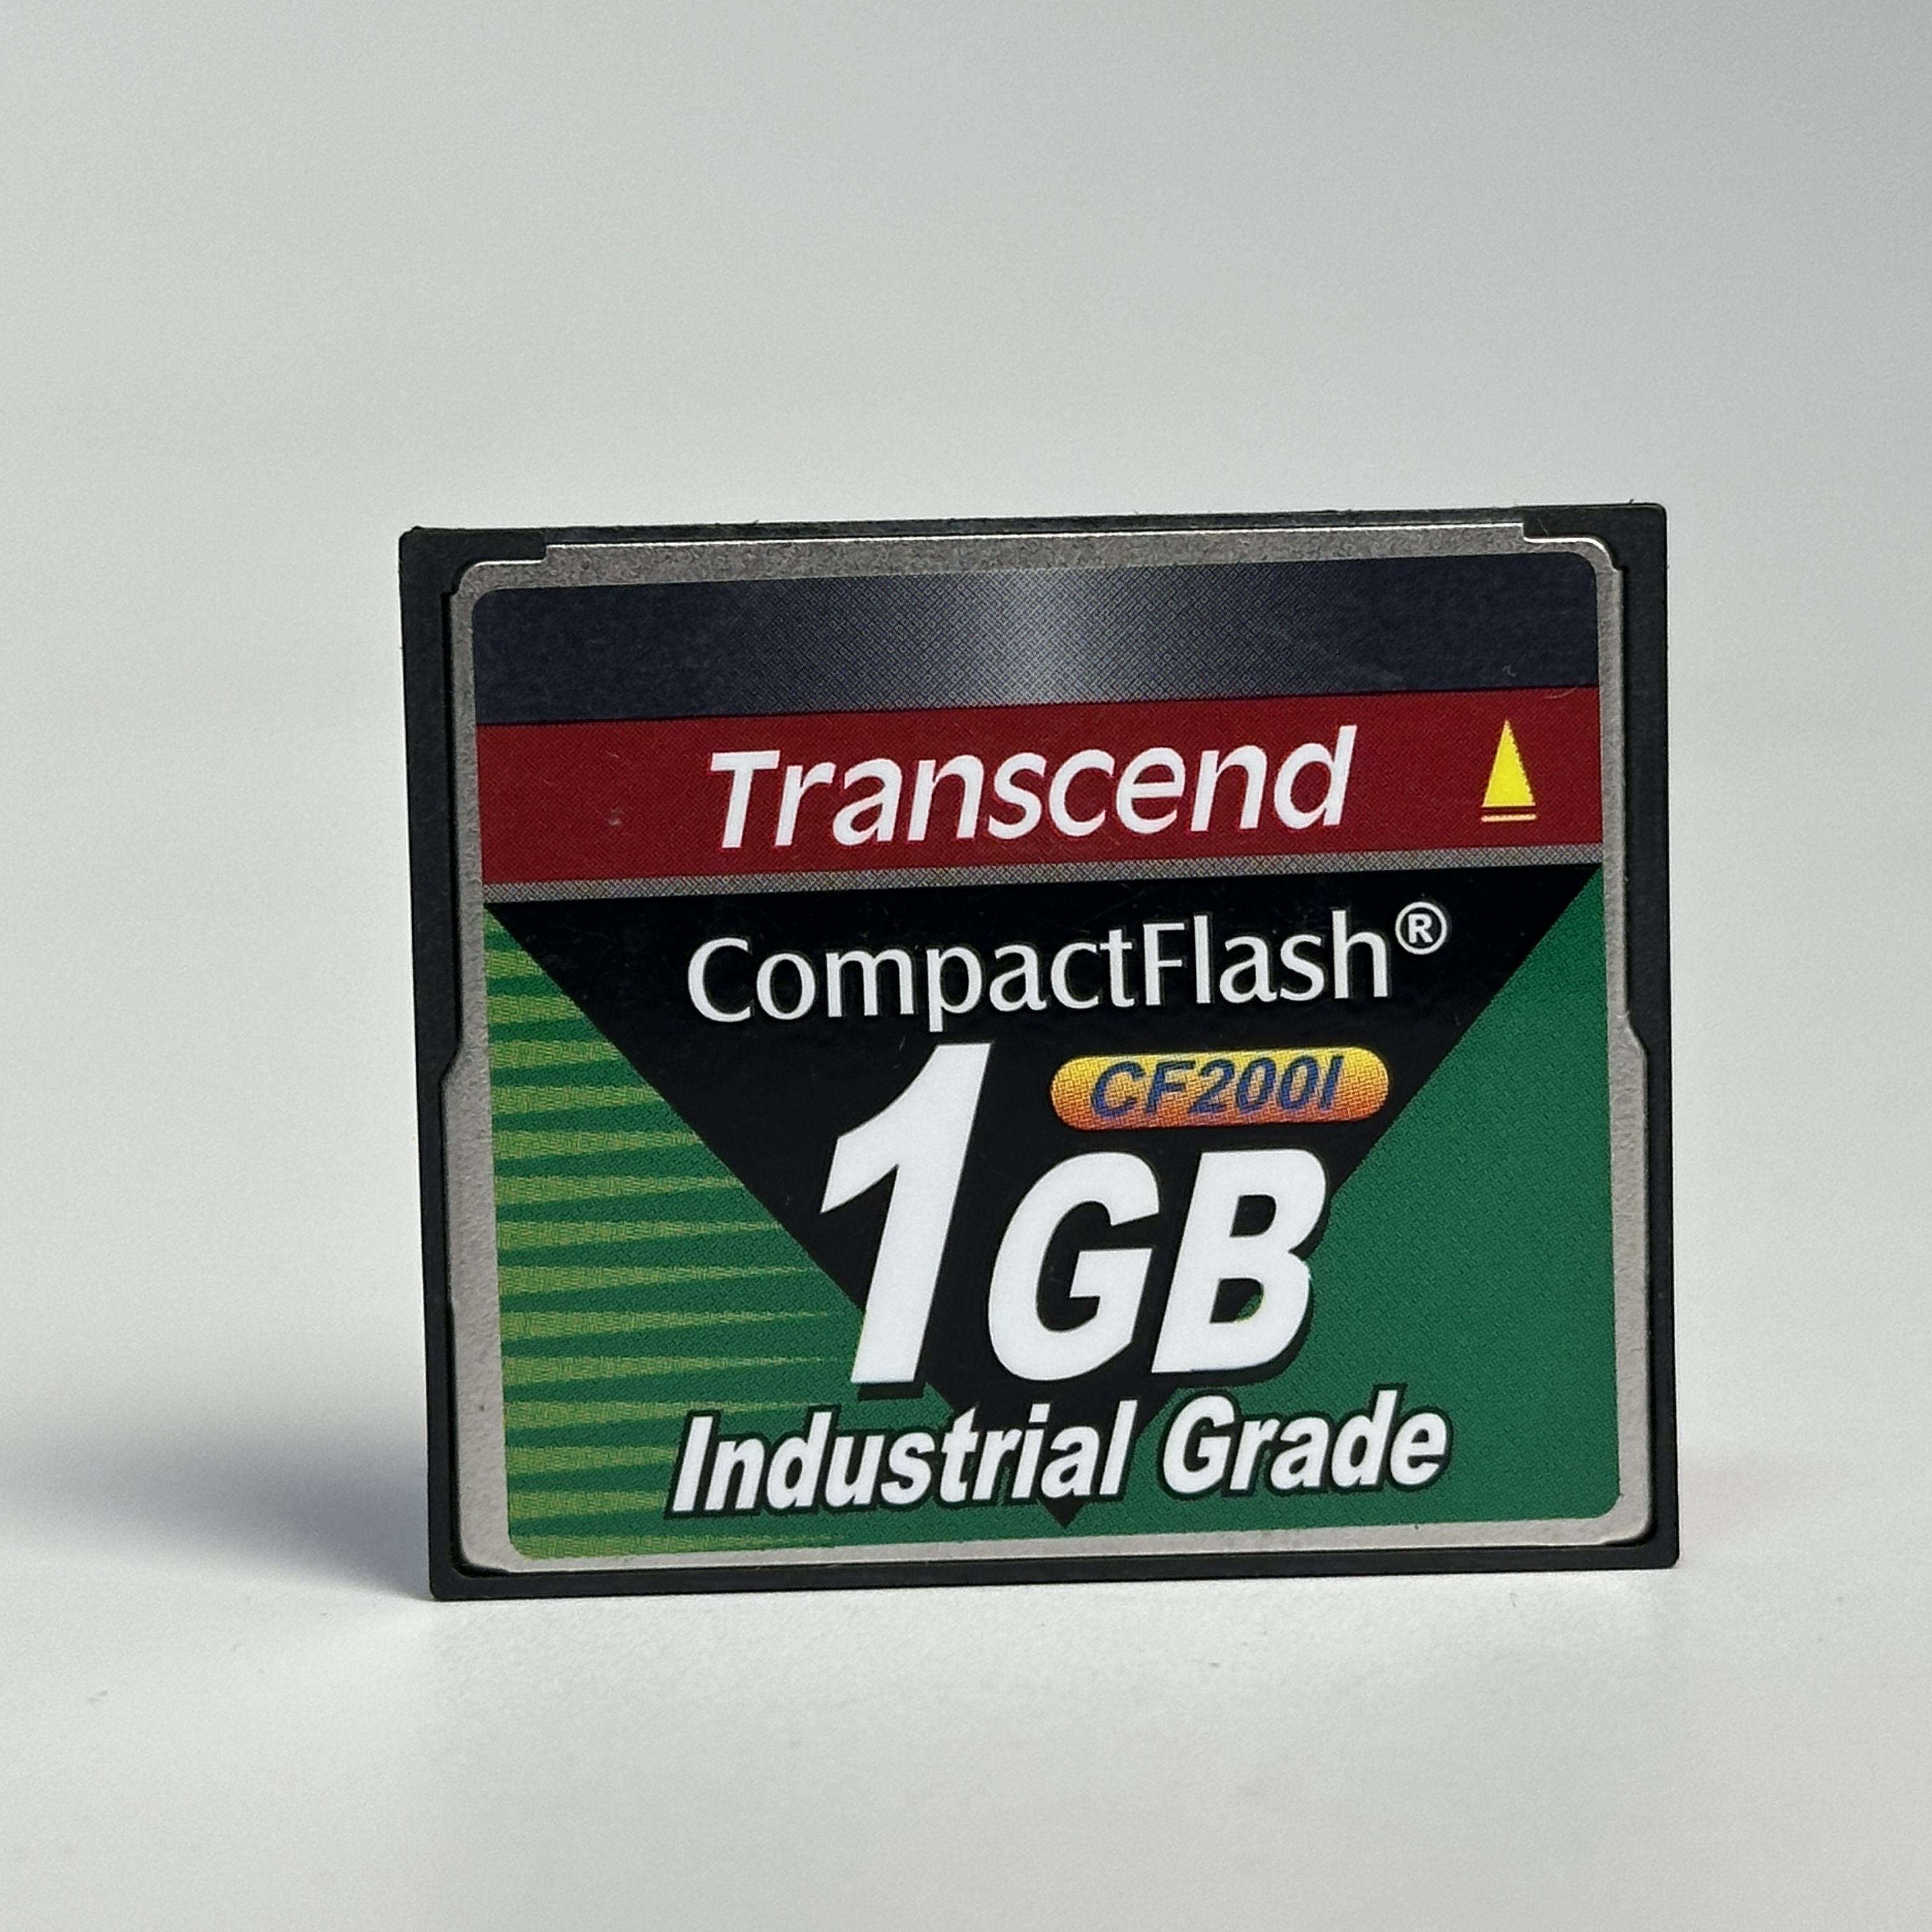 Transcend
CompactFlash®
CF200I
1GB
Industrial Grade